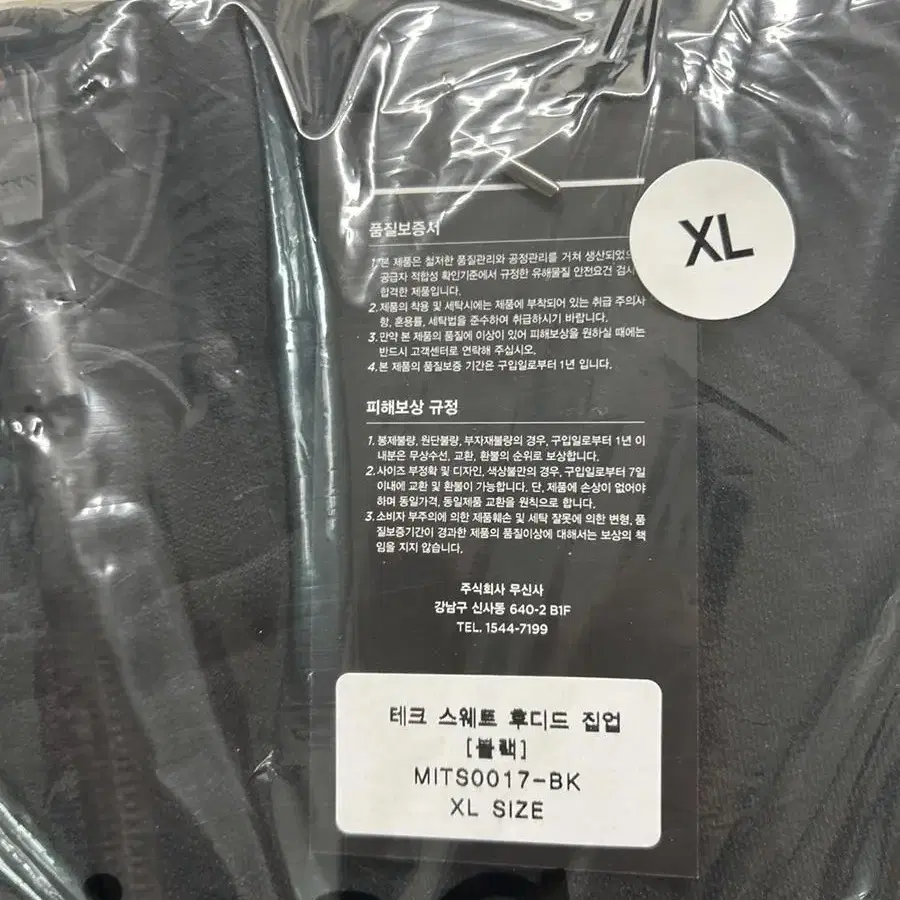 품질보증서
1. 본 제품은 철저한 품질관리와 공정관리를 거쳐 생산되었으
공급자 적합성 확인기준에서 규정한 유해물질 안전요건 검사
합격한 제품입니다.
2. 제품의 착용 및 세탁시에는 제품에 부착되어 있는 취급 주의사
항, 혼용률, 세탁법을 준수하여 취급하시기 바랍니다.
3. 만약 본 제품의 품질에 이상이 있어 피해보상을 원하실 때에는
반드시 고객센터로 연락해 주십시오.
4. 본 제품의 품질보증 기간은 구입일로부터 1년 입니다.
XL
피해보상 규정
1. 봉제불량, 원단불량, 부자재불량의 경우, 구입일로부터 1년 이
내분은 무상수선, 교환, 환불의 순위로 보상합니다.
2. 사이즈 부정확 및 디자인, 색상불만의 경우, 구입일로부터 7일
이내에 교환 및 환불이 가능합니다. 단, 제품에 손상이 없어야
하며 동일가격, 동일제품 교환을 원칙으로 합니다.
3. 소비자 부주의에 의한 제품훼손 및 세탁 잘못에 의한 변형, 품
질보증기간이 경과한 제품의 품질이상에 대해서는 보상의 책
임을 지지 않습니다.
주식회사 무신사
강남구 신사동 640-2 B1F
TEL. 1544-7199
테크 스웨트 후디드 집업
[블랙]
MITS0017-BK
XL SIZE